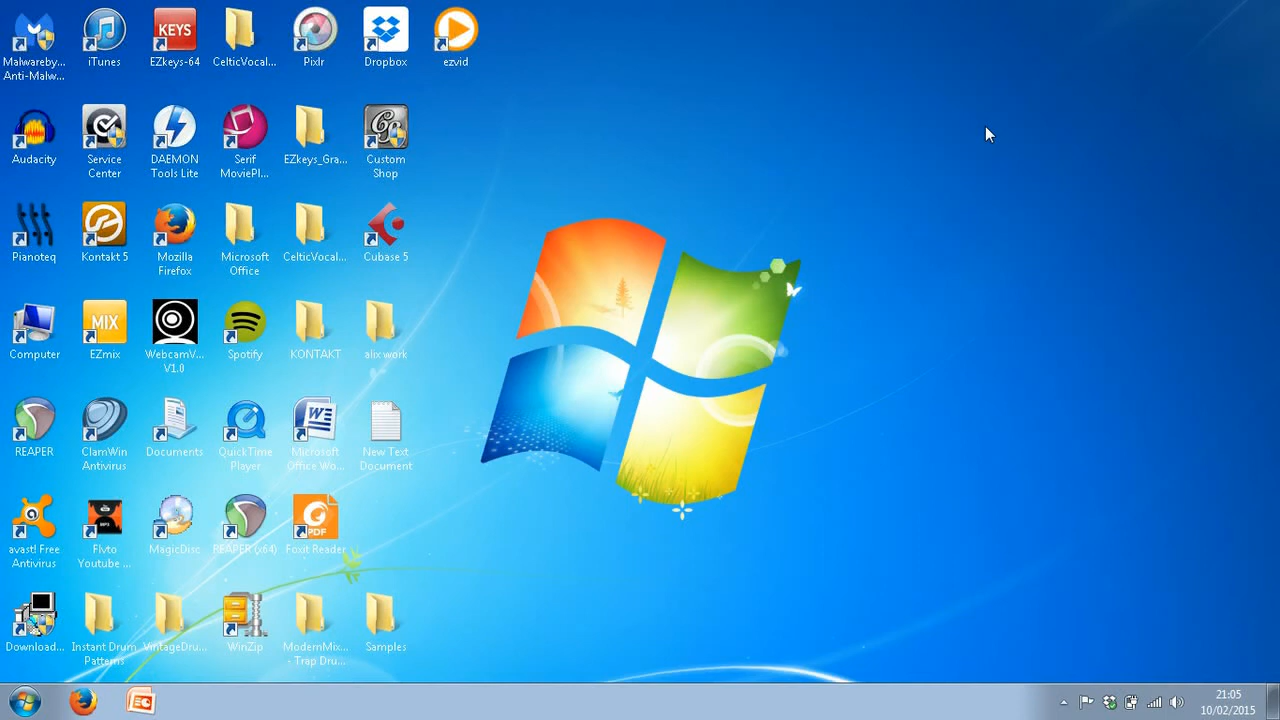 Malwareby...
Anti-Malw...
iTunes
KEYS
EZkeys-64
CelticVocal...
Pixlr
Dropbox
ezvid
Audacity
Service
Center
DAEMON
Tools Lite
Serif
MoviePl...
EZkeys_Gra...
Custom
Shop
Pianoteq
Kontakt 5
Mozilla
Firefox
Microsoft
Office
CelticVocal...
Cubase 5
Computer
MIX
EZmix
WebcamV...
V1.0
Spotify
KONTAKT
alix work
REAPER
ClamWin
Antivirus
Documents
QuickTime
Player
W
Microsoft
Office Wo...
New Text
Document
avast! Free
Antivirus
MP3
Flvto
Youtube ...
MagicDisc
REAPER (x64)
PDF
Foxit Reader
Download...
Instant Drum
Patterns
VintageDru...
WinZip
ModernMix...
- Trap Dru...
Samples
21:05
10/02/2015